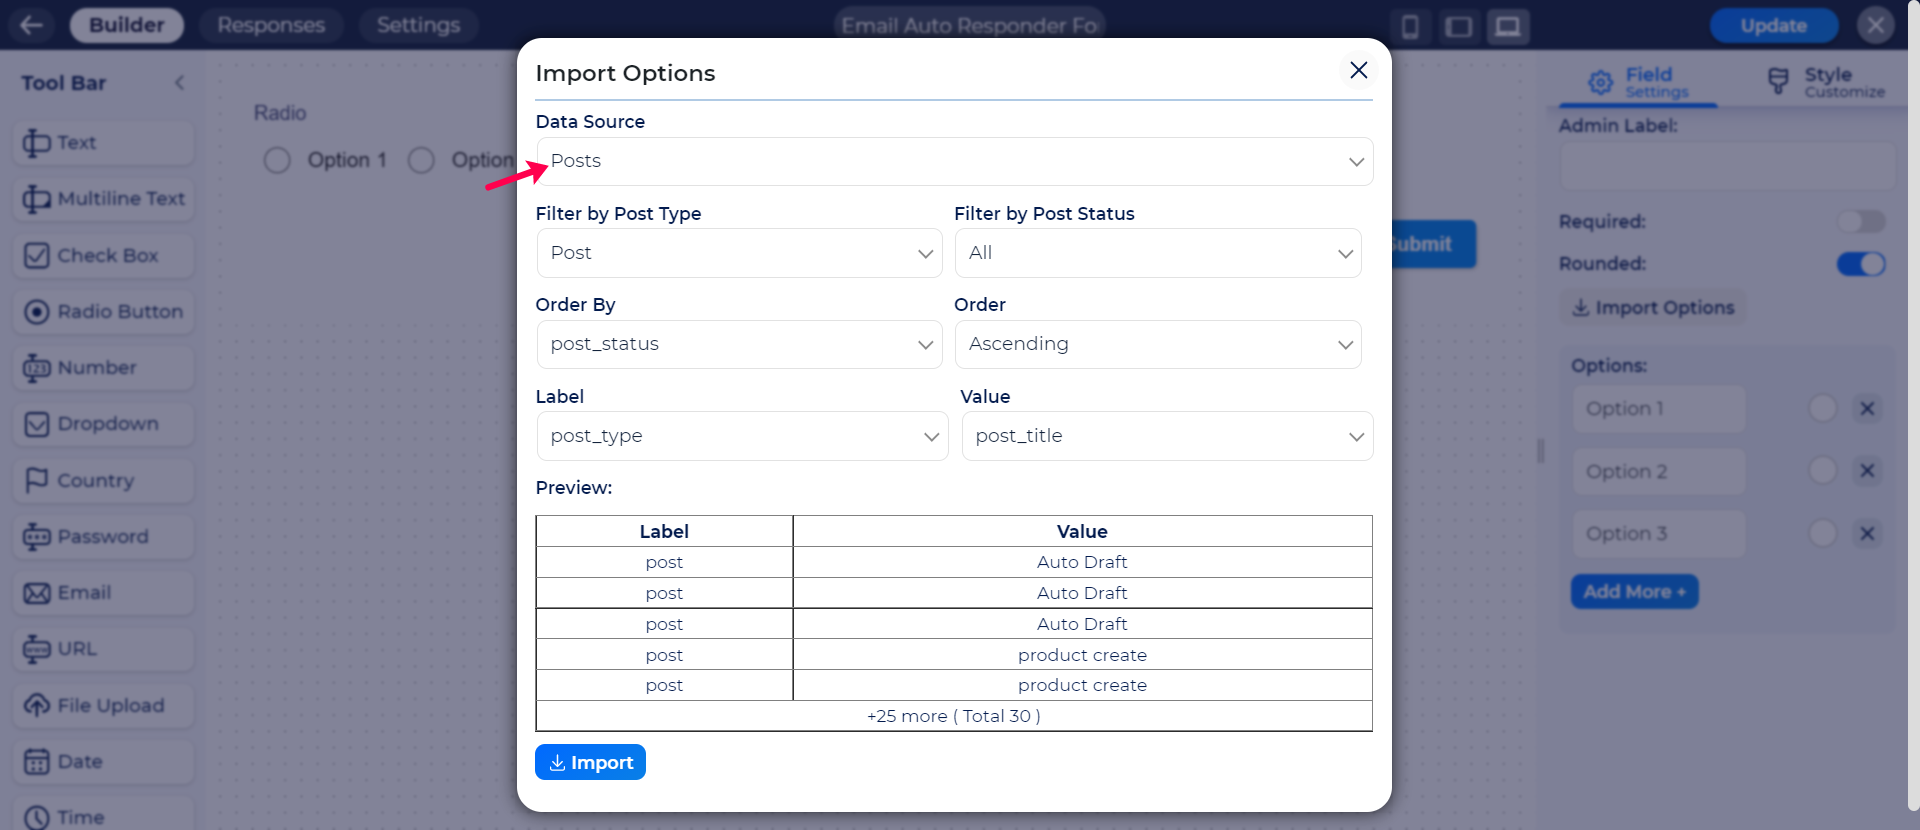 Builder
Responses
Settings
Email Auto Responder Fo
Update
Tool Bar
Text
Multiline Text
Check Box
Radio Button
Number
Dropdown
Country
Password
Email
URL
File Upload
Date
Time
Radio
Option 1
Option
Submit
Import Options
Data Source
Posts
Filter by Post Type
Filter by Post Status
Post
All
Order By
Order
post_status
Ascending
Label
Value
post_type
post_title
Preview:
Label Value
post Auto Draft
post Auto Draft
post Auto Draft
post product create
post product create
+25 more ( Total 30 )
Import
Field
Settings
Style
Customize
Admin Label:
Required:
Rounded:
Import Options
Options:
Option 1
Option 2
Option 3
Add More +